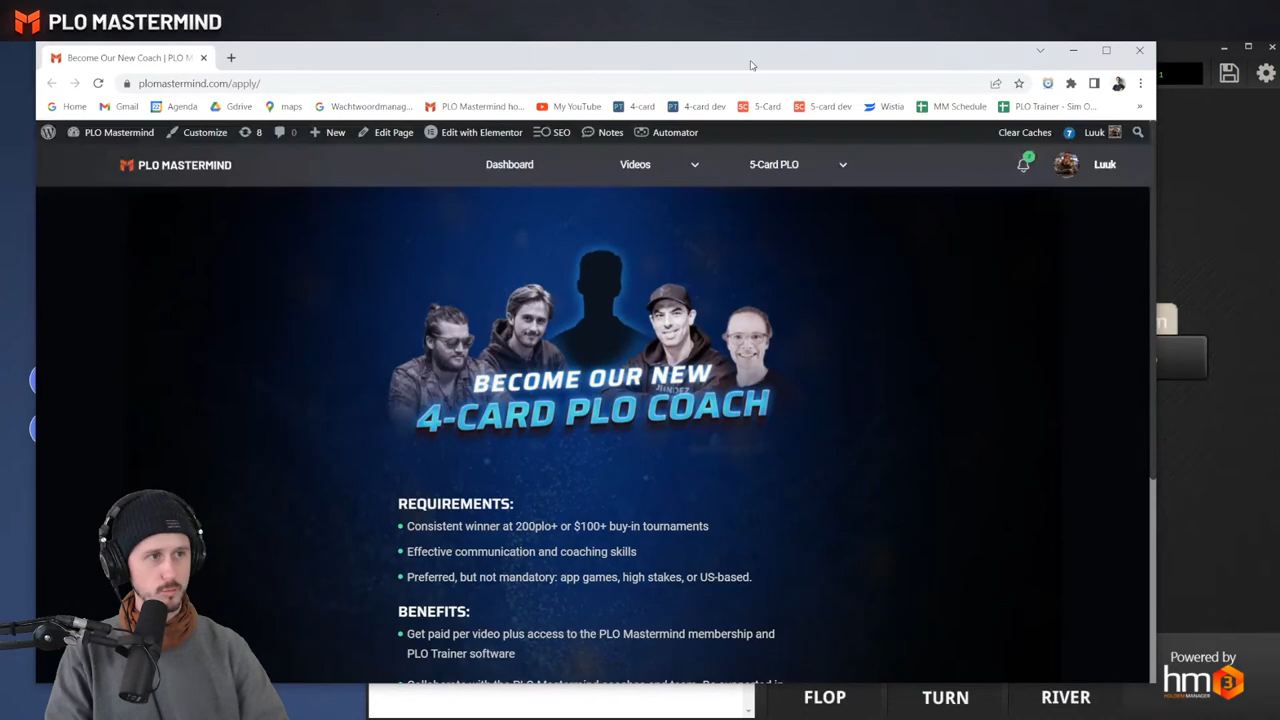 PLO MASTERMIND
Become Our New Coach | PLO M
plomastermind.com/apply/
Home Gmail Agenda Gdrive maps Wachtwoordmanag... PLO Mastermind ho... My YouTube 4-card 4-card dev 5-Card 5-card dev Wistia MM Schedule PLO Trainer - Sim O... »
PLO Mastermind Customize 8 0 New Edit Page Edit with Elementor SEO Notes Automator Clear Caches 7 Luuk
PLO MASTERMIND Dashboard Videos 5-Card PLO Luuk
BECOME OUR NEW
4-CARD PLO COACH
REQUIREMENTS:
Consistent winner at 200plo+ or $100+ buy-in tournaments
Effective communication and coaching skills
Preferred, but not mandatory: app games, high stakes, or US-based.
BENEFITS:
Get paid per video plus access to the PLO Mastermind membership and
PLO Trainer software
Powered by
hm3
HOLDEM MANAGER
FLOP TURN RIVER